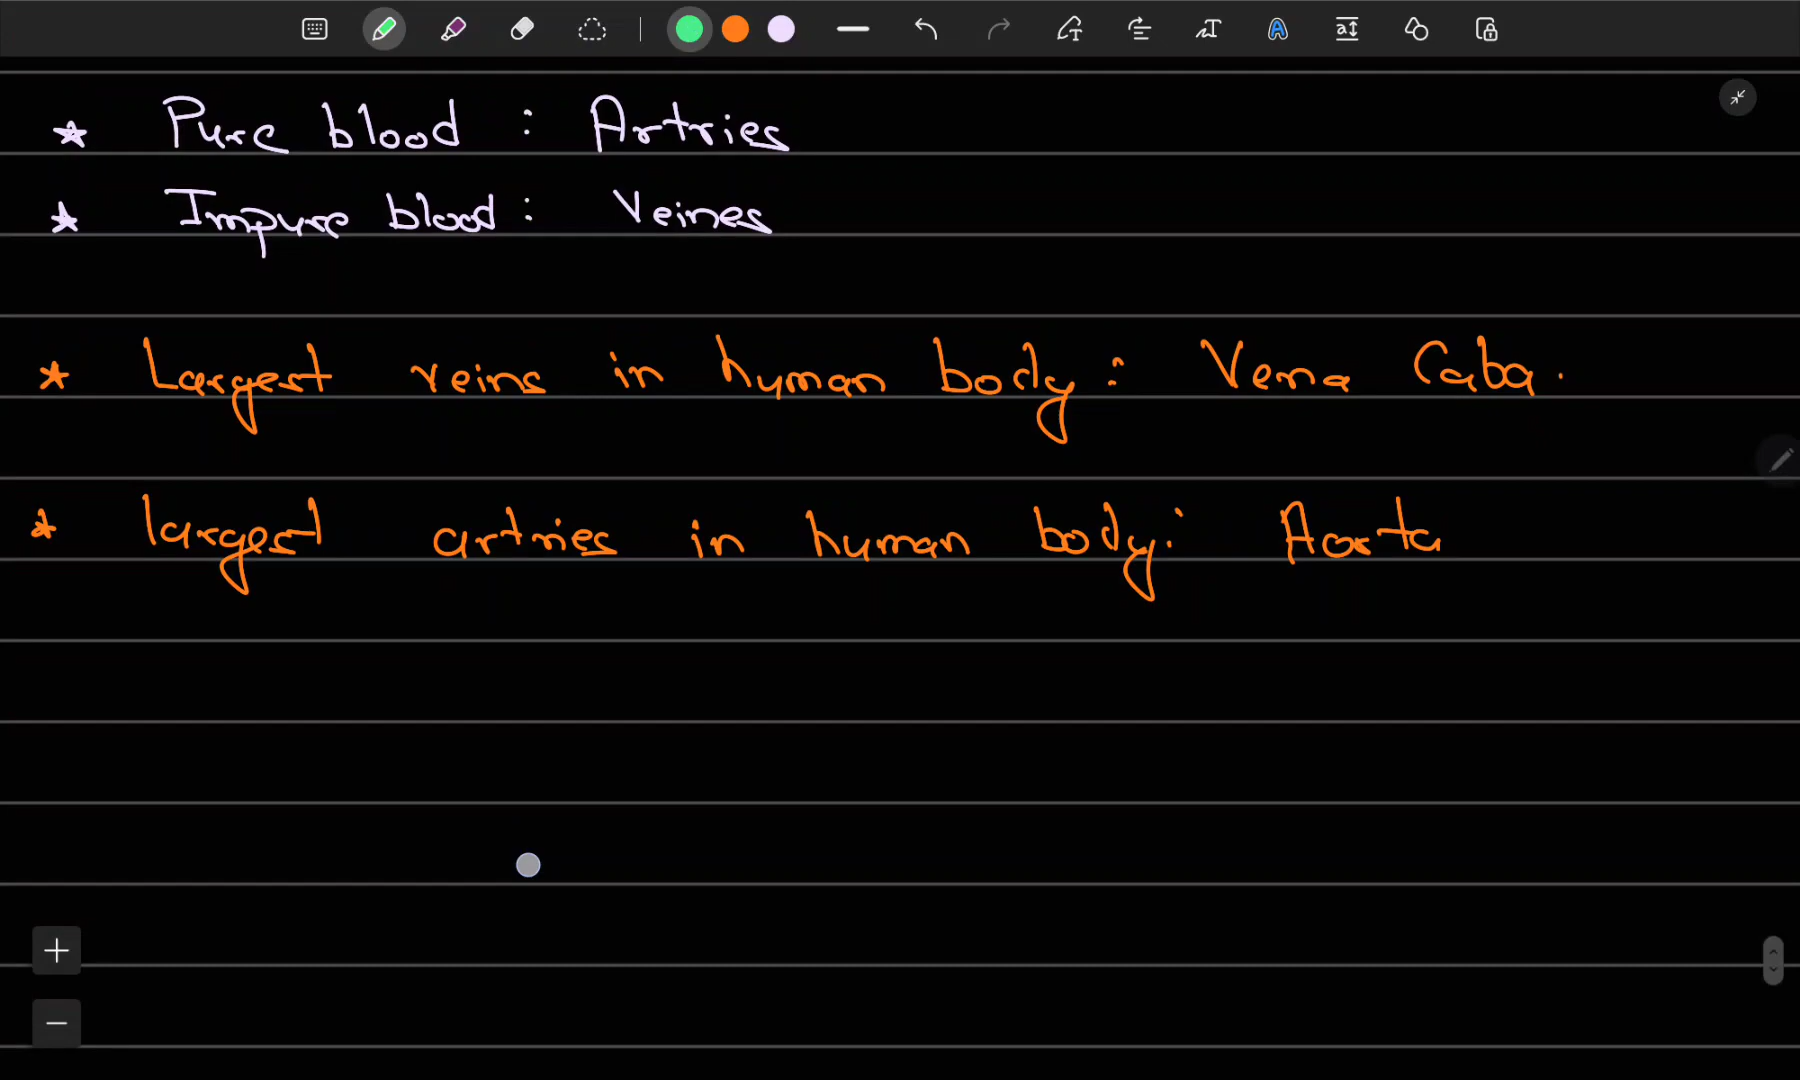 * Pure blood : Artries
* Impure blood : Veines
* Largest veins in human body : Vena Caba.
* largest artries in human body : Aorta